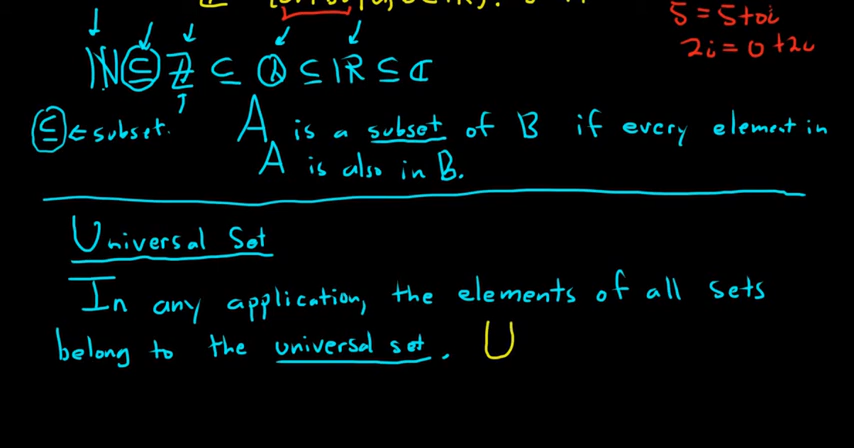 5 = 5+0i
2i = 0+2i
ℕ ⊆ ℤ ⊆ ℚ ⊆ ℝ ⊆ ℂ
⊆ ← subset.
A is a subset of B if every element in
A is also in B.
Universal Set
In any application, the elements of all sets
belong to the universal set. U